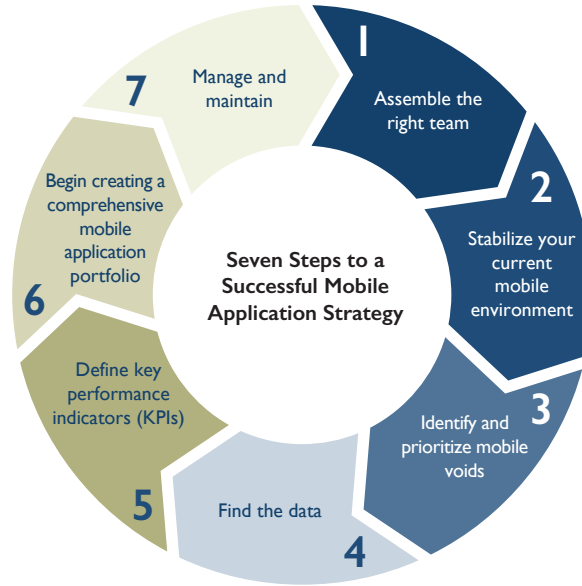 Seven Steps to a
Successful Mobile
Application Strategy
1
Assemble the
right team
2
Stabilize your
current
mobile
environment
3
Identify and
prioritize mobile
voids
4
Find the data
5
Define key
performance
indicators (KPIs)
6
Begin creating a
comprehensive
mobile
application
portfolio
7
Manage and
maintain